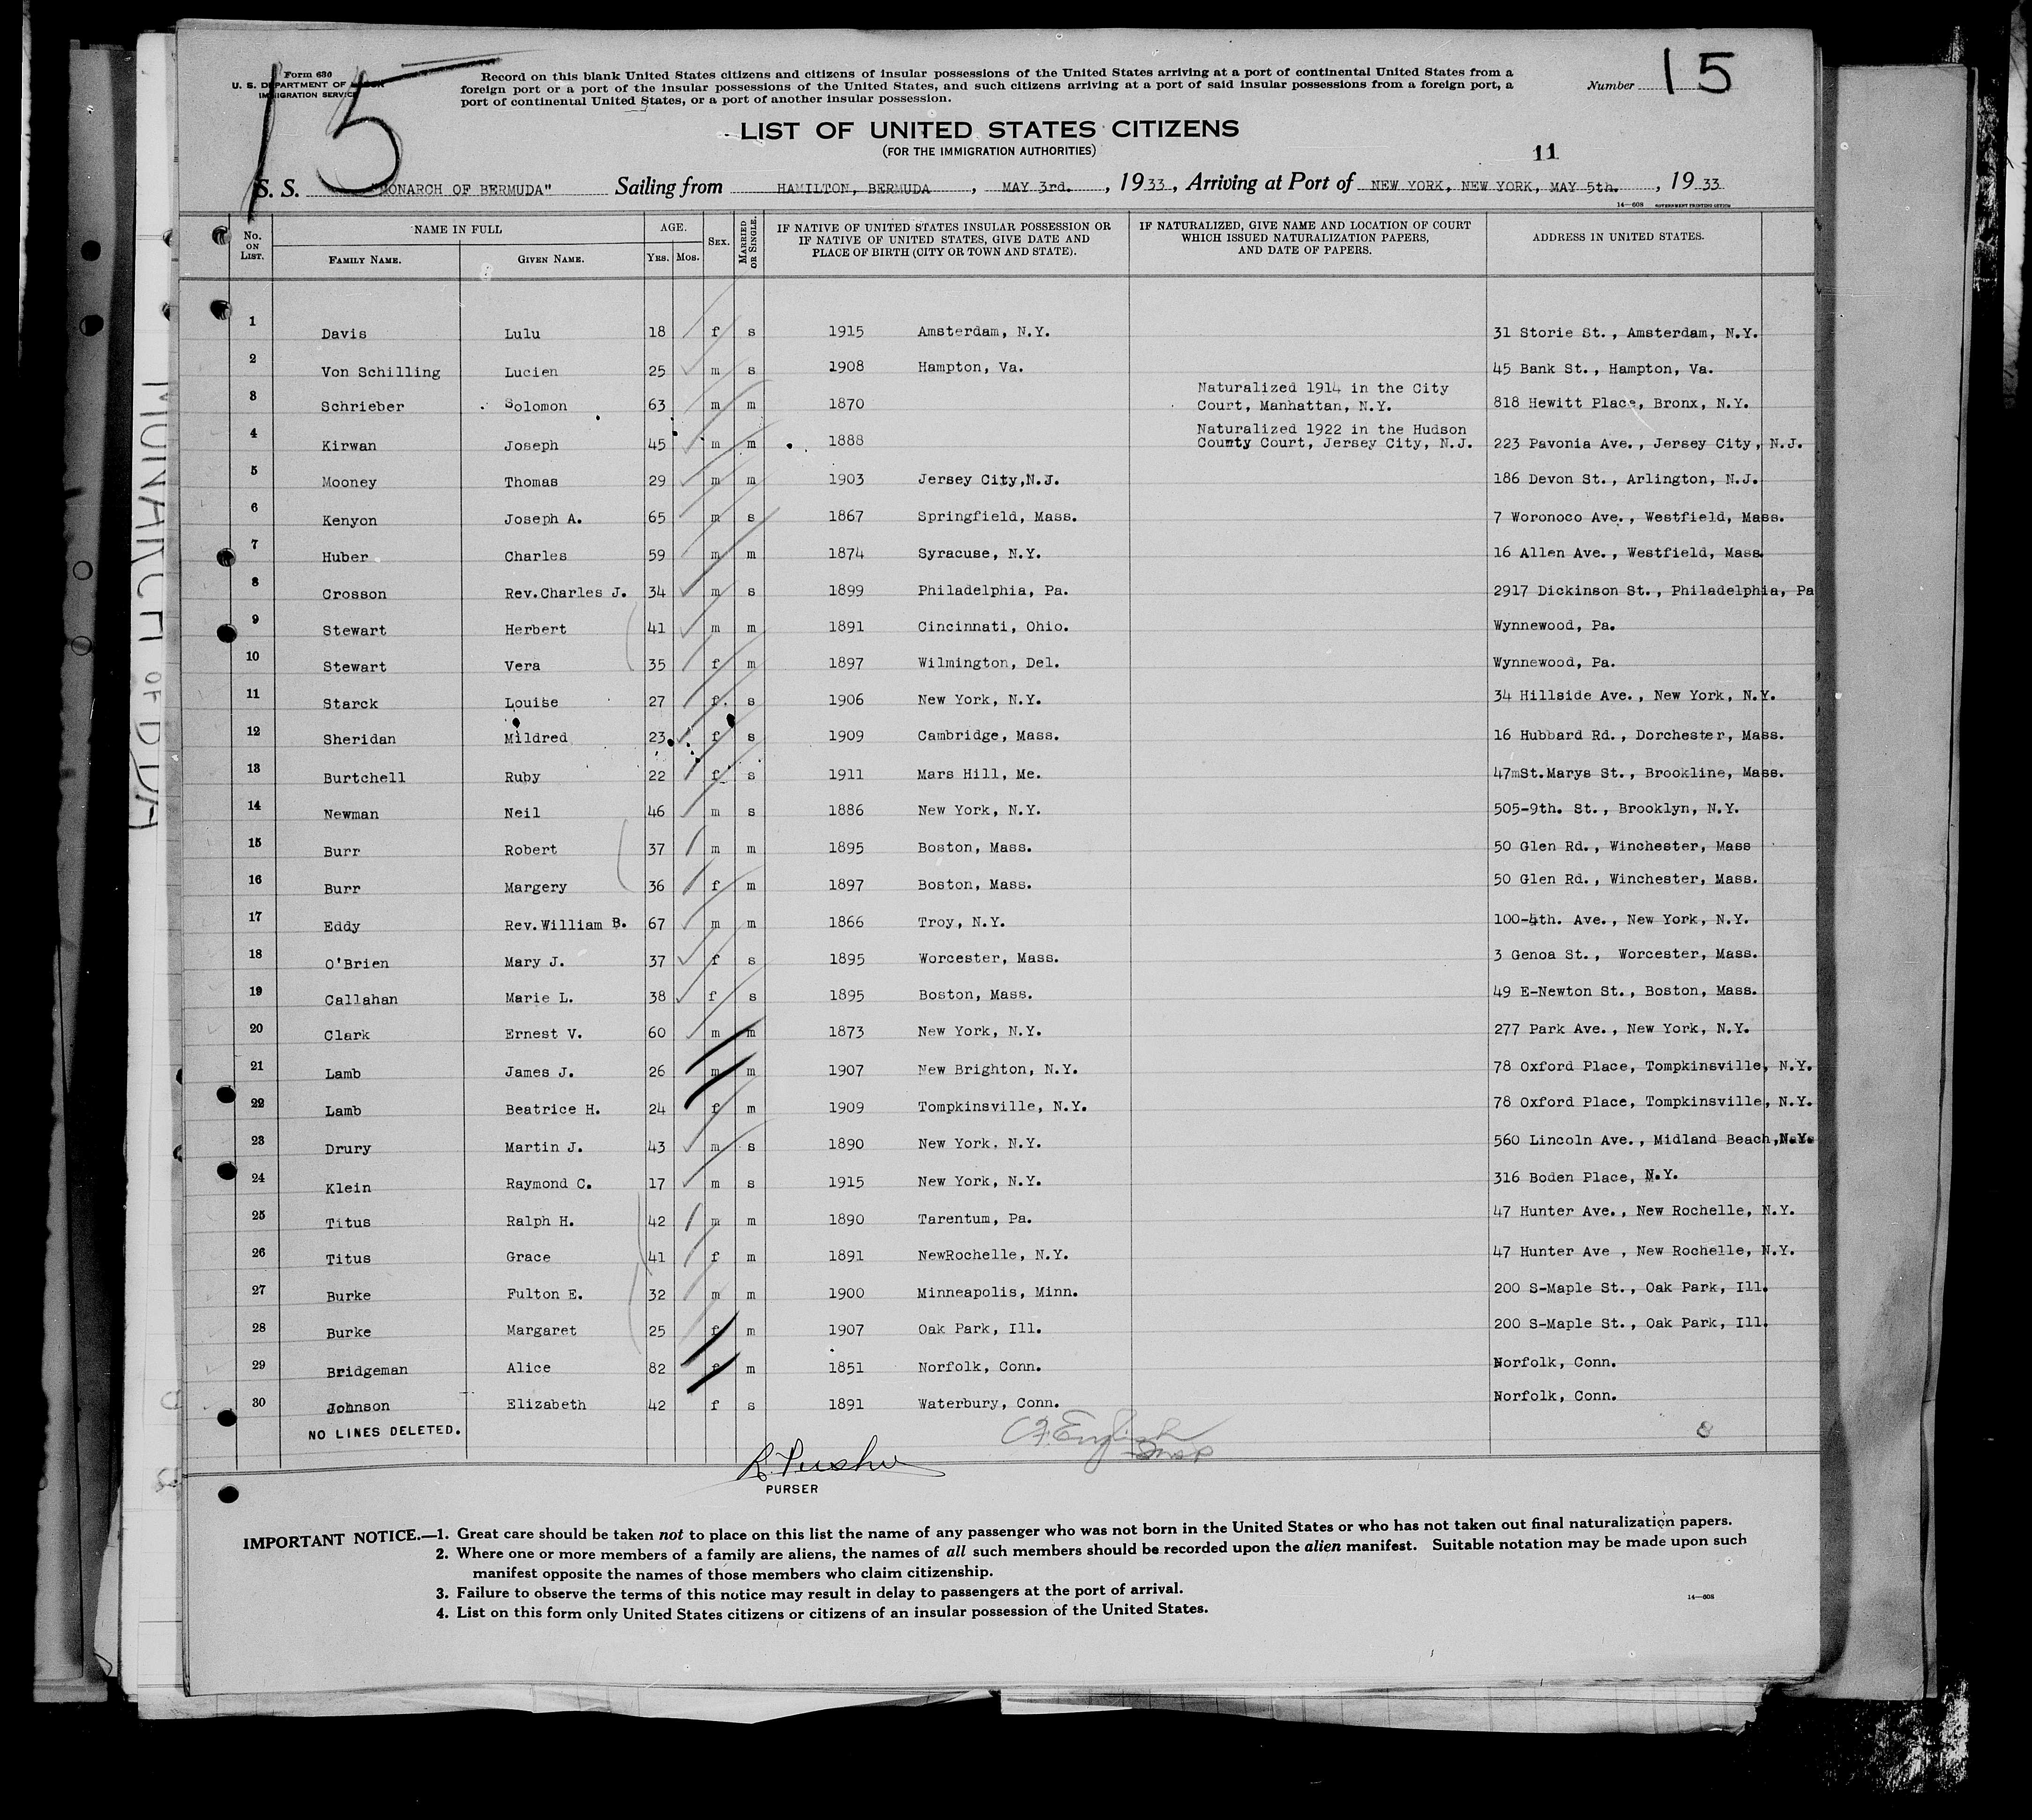 15
Form 630
U. S. DEPARTMENT OF LABOR
IMMIGRATION SERVICE
Record on this blank United States citizens and citizens of insular possessions of the United States arriving at a port of continental United States from a
foreign port or a port of the insular possessions of the United States, and such citizens arriving at a port of said insular possessions from a foreign port, a
port of continental United States, or a port of another insular possession.
Number 15
LIST OF UNITED STATES CITIZENS
(FOR THE IMMIGRATION AUTHORITIES)
11
S. S. "MONARCH OF BERMUDA" Sailing from HAMILTON, BERMUDA, MAY 3rd., 1933, Arriving at Port of NEW YORK, NEW YORK, MAY 5th., 1933
14—608 GOVERNMENT PRINTING OFFICE
No. ON LIST. NAME IN FULL FAMILY NAME. GIVEN NAME. AGE. YRS. MOS. SEX. MARRIED OR SINGLE. IF NATIVE OF UNITED STATES INSULAR POSSESSION OR IF NATIVE OF UNITED STATES, GIVE DATE AND PLACE OF BIRTH (CITY OR TOWN AND STATE). IF NATURALIZED, GIVE NAME AND LOCATION OF COURT WHICH ISSUED NATURALIZATION PAPERS, AND DATE OF PAPERS. ADDRESS IN UNITED STATES.
1 Davis Lulu 18 f s 1915 Amsterdam, N.Y. 31 Storie St., Amsterdam, N.Y.
2 Von Schilling Lucien 25 m s 1908 Hampton, Va. 45 Bank St., Hampton, Va.
3 Schrieber Solomon 63 m m 1870 Naturalized 1914 in the City Court, Manhattan, N.Y. 818 Hewitt Place, Bronx, N.Y.
4 Kirwan Joseph 45 m m 1888 Naturalized 1922 in the Hudson County Court, Jersey City, N.J. 223 Pavonia Ave., Jersey City, N.J.
5 Mooney Thomas 29 m m 1903 Jersey City,N.J. 186 Devon St., Arlington, N.J.
6 Kenyon Joseph A. 65 m s 1867 Springfield, Mass. 7 Woronoco Ave., Westfield, Mass.
7 Huber Charles 59 m m 1874 Syracuse, N.Y. 16 Allen Ave., Westfield, Mass.
8 Crosson Rev.Charles J. 34 m s 1899 Philadelphia, Pa. 2917 Dickinson St., Philadelphia, Pa
9 Stewart Herbert 41 m m 1891 Cincinnati, Ohio. Wynnewood, Pa.
10 Stewart Vera 35 f m 1897 Wilmington, Del. Wynnewood, Pa.
11 Starck Louise 27 f. s 1906 New York, N.Y. 34 Hillside Ave., New York, N.Y.
12 Sheridan Mildred 23 f s 1909 Cambridge, Mass. 16 Hubbard Rd., Dorchester, Mass.
13 Burtchell Ruby 22 f s 1911 Mars Hill, Me. 47mSt.Marys St., Brookline, Mass.
14 Newman Neil 46 m s 1886 New York, N.Y. 505-9th. St., Brooklyn, N.Y.
15 Burr Robert 37 m m 1895 Boston, Mass. 50 Glen Rd., Winchester, Mass
16 Burr Margery 36 f m 1897 Boston, Mass. 50 Glen Rd., Winchester, Mass.
17 Eddy Rev.William B. 67 m m 1866 Troy, N.Y. 100-4th. Ave., New York, N.Y.
18 O'Brien Mary J. 37 f s 1895 Worcester, Mass. 3 Genoa St., Worcester, Mass.
19 Callahan Marie L. 38 f s 1895 Boston, Mass. 49 E-Newton St., Boston, Mass.
20 Clark Ernest V. 60 m m 1873 New York, N.Y. 277 Park Ave., New York, N.Y.
21 Lamb James J. 26 m m 1907 New Brighton, N.Y. 78 Oxford Place, Tompkinsville, N.Y.
22 Lamb Beatrice H. 24 f m 1909 Tompkinsville, N.Y. 78 Oxford Place, Tompkinsville, N.Y.
23 Drury Martin J. 43 m s 1890 New York, N.Y. 560 Lincoln Ave., Midland Beach,N.Y.
24 Klein Raymond C. 17 m s 1915 New York, N.Y. 316 Boden Place, N.Y.
25 Titus Ralph H. 42 m m 1890 Tarentum, Pa. 47 Hunter Ave., New Rochelle, N.Y.
26 Titus Grace 41 f m 1891 NewRochelle, N.Y. 47 Hunter Ave , New Rochelle, N.Y.
27 Burke Fulton E. 32 m m 1900 Minneapolis, Minn. 200 S-Maple St., Oak Park, Ill.
28 Burke Margaret 25 f m 1907 Oak Park, Ill. 200 S-Maple St., Oak Park, Ill.
29 Bridgeman Alice 82 f m 1851 Norfolk, Conn. Norfolk, Conn.
30 Johnson Elizabeth 42 f s 1891 Waterbury, Conn. Norfolk, Conn.
NO LINES DELETED.
English
Insp
8
PURSER
IMPORTANT NOTICE.—1. Great care should be taken not to place on this list the name of any passenger who was not born in the United States or who has not taken out final naturalization papers.
2. Where one or more members of a family are aliens, the names of all such members should be recorded upon the alien manifest. Suitable notation may be made upon such
manifest opposite the names of those members who claim citizenship.
3. Failure to observe the terms of this notice may result in delay to passengers at the port of arrival.
4. List on this form only United States citizens or citizens of an insular possession of the United States.
14—608